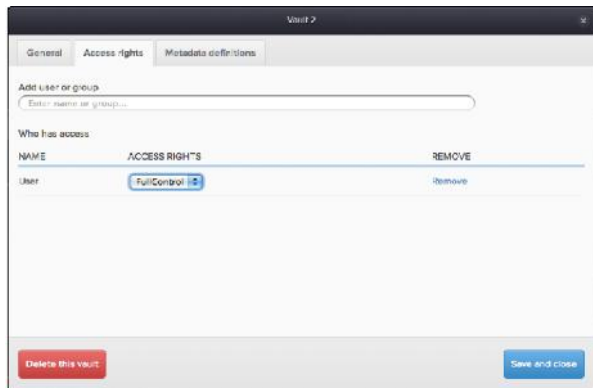 Vault 2
General Access rights Metadata definitions
Add user or group
Enter name or group...
Who has access
NAME ACCESS RIGHTS REMOVE
User FullControl Remove
Delete this vault Save and close